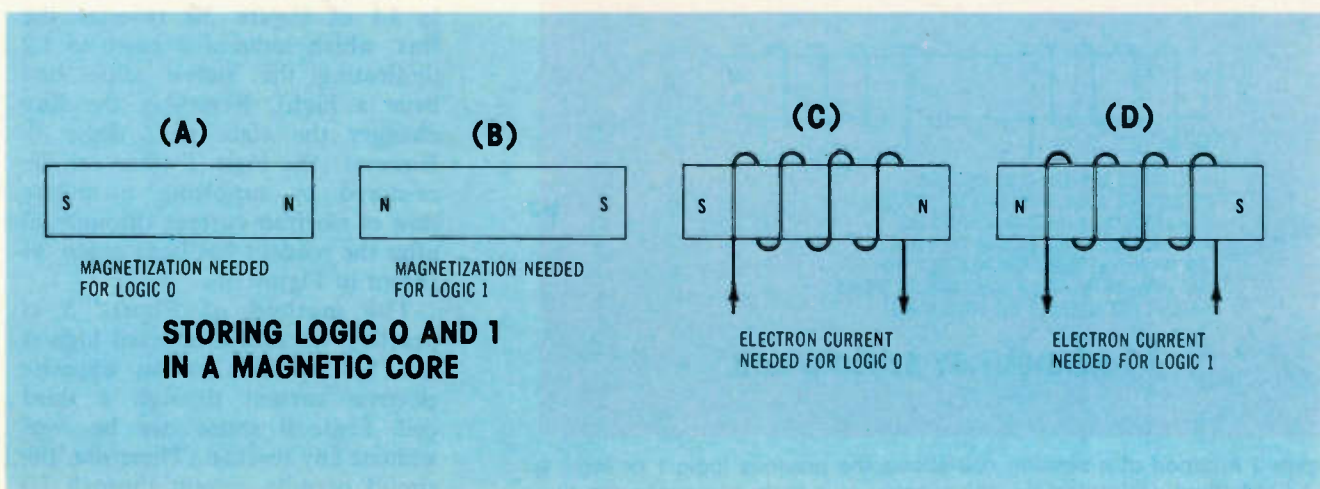 (A)
S N
MAGNETIZATION NEEDED
FOR LOGIC 0
(B)
N S
MAGNETIZATION NEEDED
FOR LOGIC 1
STORING LOGIC 0 AND 1
IN A MAGNETIC CORE
(C)
S N
ELECTRON CURRENT
NEEDED FOR LOGIC 0
(D)
N S
ELECTRON CURRENT
NEEDED FOR LOGIC 1